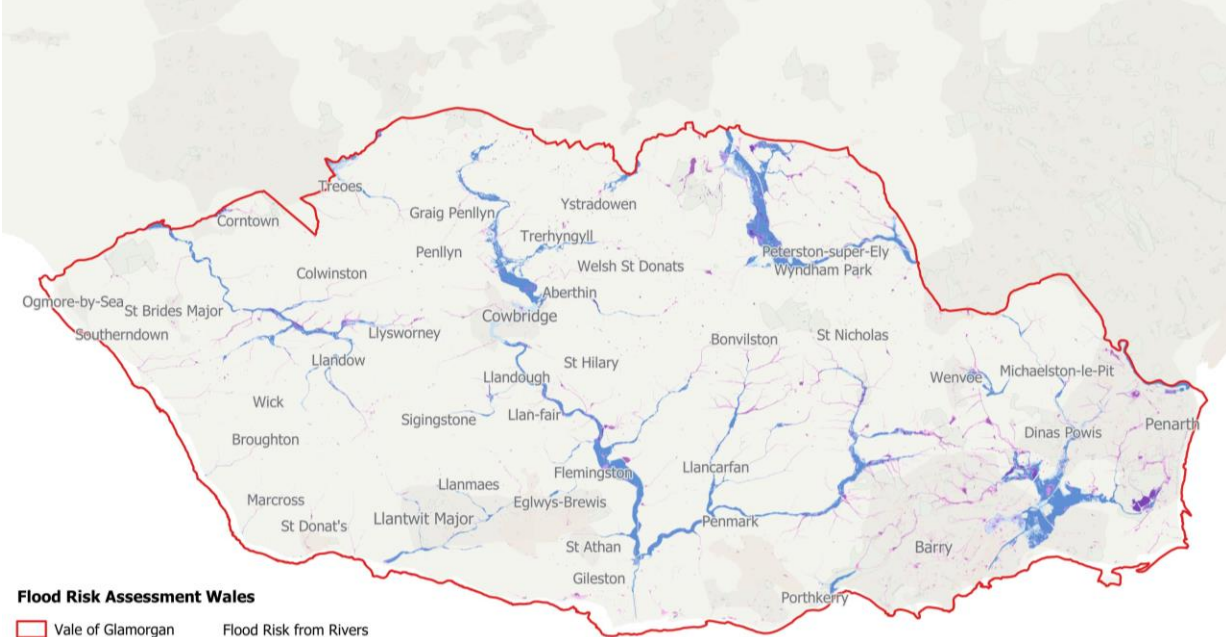 Treoes
Corntown
Graig Penllyn
Ystradowen
Trerhyngyll
Penllyn
Peterston-super-Ely
Welsh St Donats
Wyndham Park
Colwinston
Aberthin
Ogmore-by-Sea
St Brides Major
Cowbridge
Southerndown
Llysworney
St Nicholas
Bonvilston
Llandow
St Hilary
Michaelston-le-Pit
Llandough
Wenvoe
Wick
Llan-fair
Sigingstone
Penarth
Dinas Powis
Broughton
Llancarfan
Flemingston
Llanmaes
Marcross
Eglwys-Brewis
Llantwit Major
Penmark
St Donat's
St Athan
Barry
Gileston
Porthkerry
Flood Risk Assessment Wales
Vale of Glamorgan
Flood Risk from Rivers